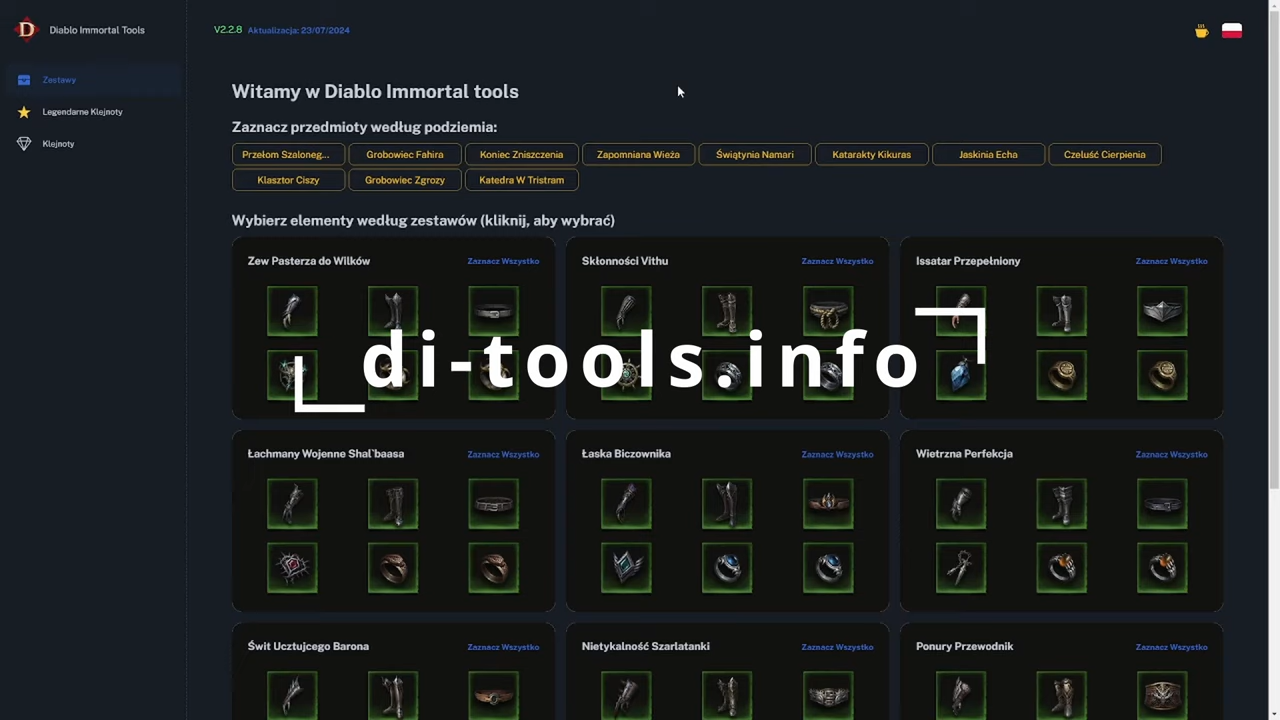 Diablo Immortal Tools
V2.2.8 Aktualizacja: 23/07/2024
Zestawy
Legendarne Klejnoty
Klejnoty
Witamy w Diablo Immortal tools
Zaznacz przedmioty według podziemia:
Przełom Szaloneg... Grobowiec Fahira Koniec Zniszczenia Zapomniana Wieża Świątynia Namari Katarakty Kikuras Jaskinia Echa Czeluść Cierpienia
Klasztor Ciszy Grobowiec Zgrozy Katedra W Tristram
Wybierz elementy według zestawów (kliknij, aby wybrać)
Zew Pasterza do Wilków Zaznacz Wszystko Skłonności Vithu Zaznacz Wszystko Issatar Przepełniony Zaznacz Wszystko
di-tools.info
Łachmany Wojenne Shal`baasa Zaznacz Wszystko Łaska Biczownika Zaznacz Wszystko Wietrzna Perfekcja Zaznacz Wszystko
Świt Ucztujcego Barona Zaznacz Wszystko Nietykalność Szarlatanki Zaznacz Wszystko Ponury Przewodnik Zaznacz Wszystko